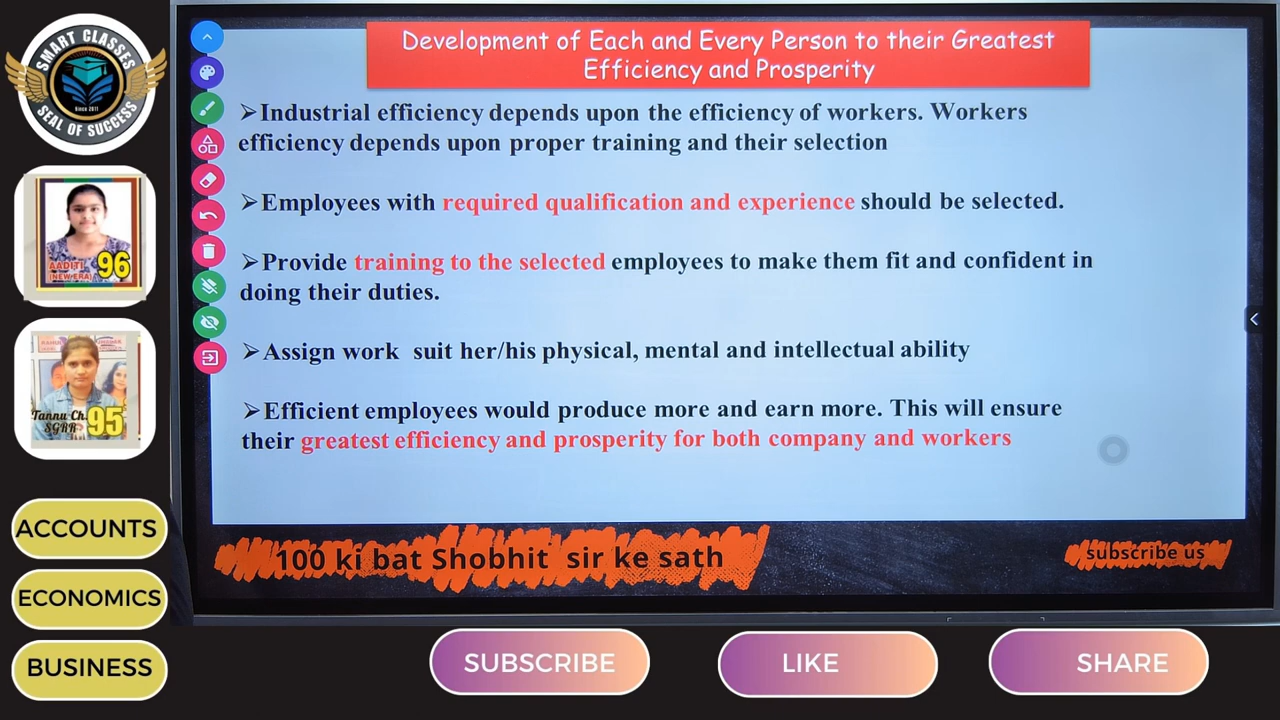 SMART CLASSES
Since 2011
SEAL OF SUCCESS
AADITI
(NEW ERA)
96
Tannu Ch.
SGRR
95
ACCOUNTS
ECONOMICS
BUSINESS
Development of Each and Every Person to their Greatest
Efficiency and Prosperity
➢Industrial efficiency depends upon the efficiency of workers. Workers
efficiency depends upon proper training and their selection
➢Employees with required qualification and experience should be selected.
➢Provide training to the selected employees to make them fit and confident in
doing their duties.
➢Assign work suit her/his physical, mental and intellectual ability
➢Efficient employees would produce more and earn more. This will ensure
their greatest efficiency and prosperity for both company and workers
100 ki bat Shobhit sir ke sath
subscribe us
SUBSCRIBE
LIKE
SHARE